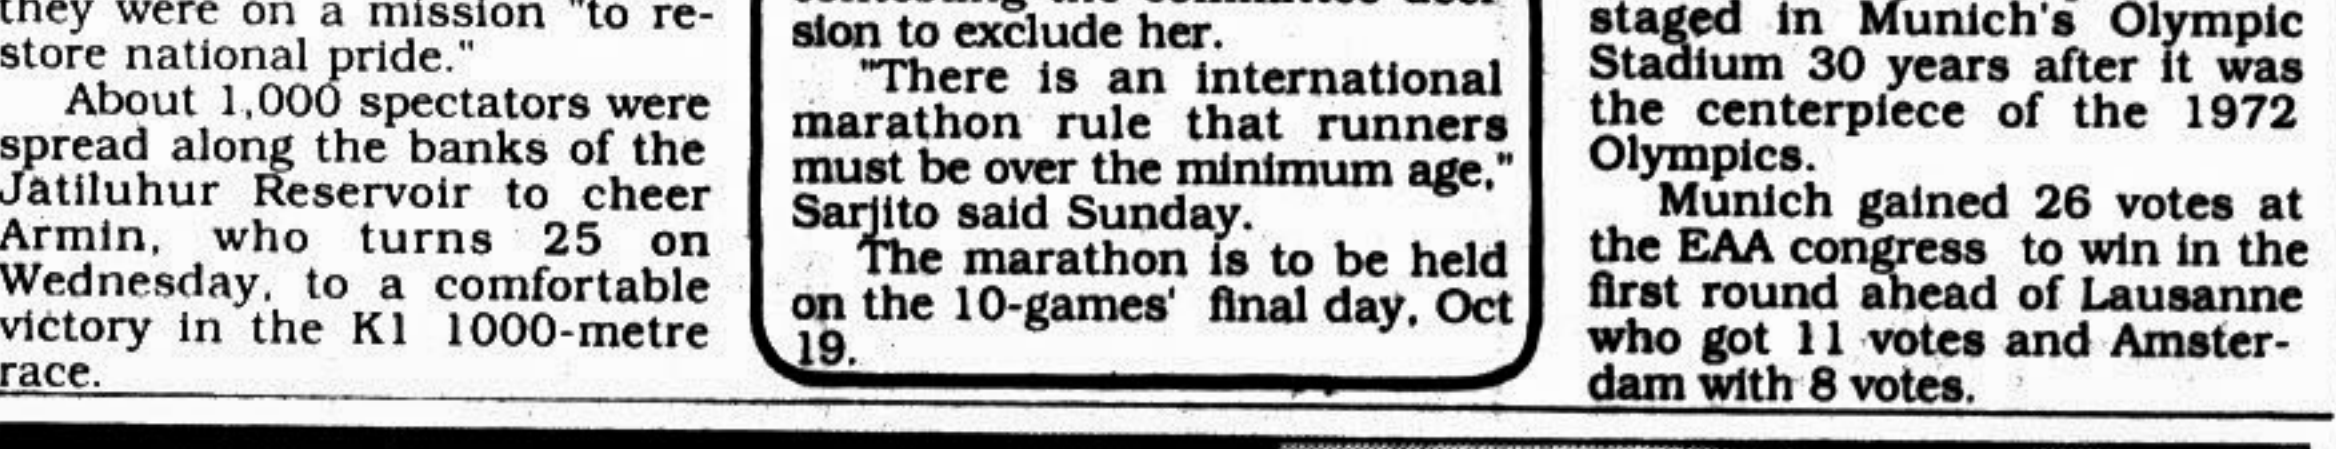 they were on a mission "to re-
store national pride."
About 1,000 spectators were
spread along the banks of the
Jatiluhur Reservoir to cheer
Armin, who turns 25 on
Wednesday, to a comfortable
victory in the K1 1000-metre
race.
sion to exclude her.
"There is an international
marathon rule that runners
must be over the minimum age,"
Sarjito said Sunday.
The marathon is to be held
on the 10-games' final day, Oct
19.
staged in Munich's Olympic
Stadium 30 years after it was
the centerpiece of the 1972
Olympics.
Munich gained 26 votes at
the EAA congress to win in the
first round ahead of Lausanne
who got 11 votes and Amster-
dam with 8 votes.